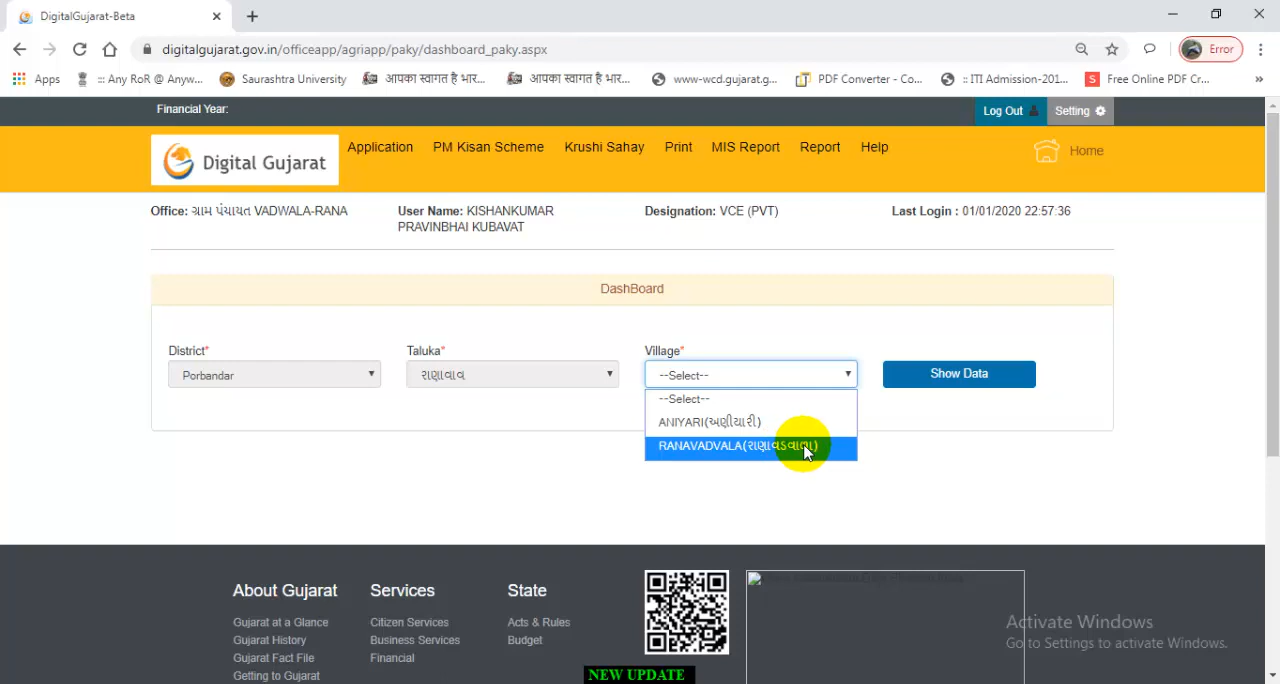 DigitalGujarat-Beta
digitalgujarat.gov.in/officeapp/agriapp/paky/dashboard_paky.aspx
Error
Apps
::: Any RoR @ Anyw...
Saurashtra University
आपका स्वागत है भार...
आपका स्वागत है भार...
www-wcd.gujarat.g...
PDF Converter - Co...
:: ITI Admission-201...
Free Online PDF Cr...
»
Financial Year:
Log Out
Setting
Digital Gujarat
Application
PM Kisan Scheme
Krushi Sahay
Print
MIS Report
Report
Help
Home
Office: ગ્રામ પંચાયત VADWALA-RANA
User Name: KISHANKUMAR
PRAVINBHAI KUBAVAT
Designation: VCE (PVT)
Last Login : 01/01/2020 22:57:36
DashBoard
District*
Taluka*
Village*
Porbandar
રાણાવાવ
--Select--
Show Data
--Select--
ANIYARI(અણીયારી)
RANAVADVALA(રાણાવડવાળા)
About Gujarat
Services
State
Gujarat at a Glance
Citizen Services
Acts & Rules
Gujarat History
Business Services
Budget
Gujarat Fact File
Financial
Getting to Gujarat
Activate Windows
Go to Settings to activate Windows.
NEW UPDATE